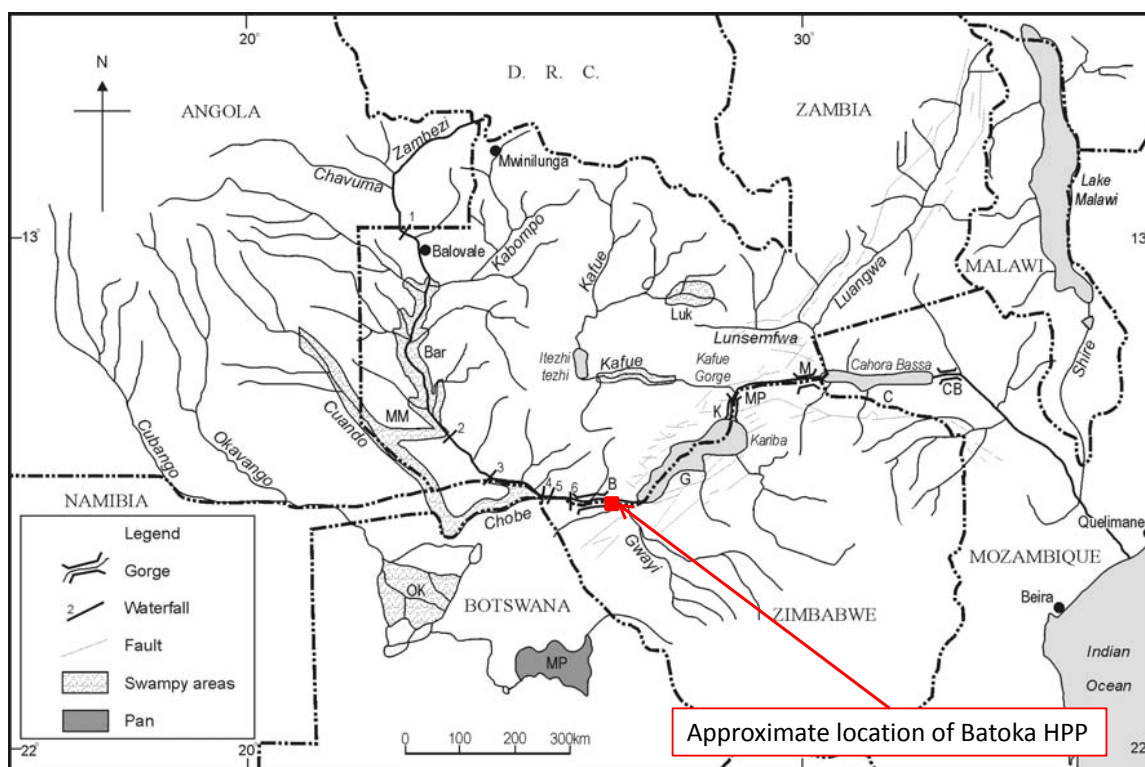 20°
30°
N
D. R. C.
ANGOLA
ZAMBIA
Zambezi
Mwinilunga
Chavuma
Lake
Malawi
1
13°
13
Balovale
Kabompo
Kafue
MALAWI
Luangwa
Luk
Lunsemfwa
Bar
Itezhi
tezhi
Kafue
Kafue
Gorge
M
Cahora Bassa
Shire
CB
MP
C
K
MM
Cuando
2
Kariba
Cubango
Okavango
3
G
B
4
5
6
NAMIBIA
Chobe
Quelimane
Gwayi
MOZAMBIQUE
Legend
Gorge
2
Waterfall
Fault
Swampy areas
Pan
OK
BOTSWANA
Beira
ZIMBABWE
MP
Indian
Ocean
Approximate location of Batoka HPP
0 100 200 300km
22°
20°
30°
22